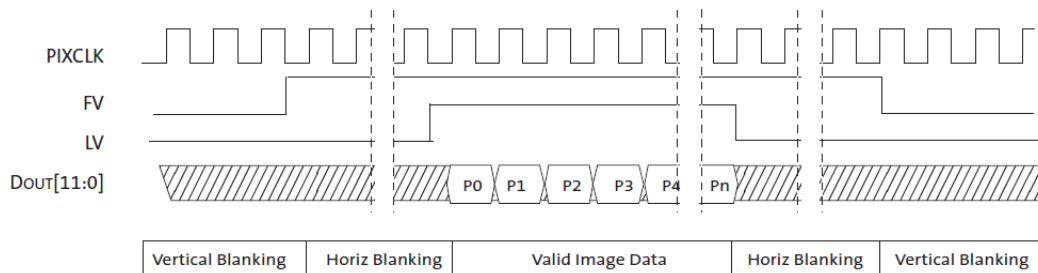 PIXCLK
FV
LV
DOUT[11:0]
P0 P1 P2 P3 P4 Pn
Vertical Blanking Horiz Blanking Valid Image Data Horiz Blanking Vertical Blanking